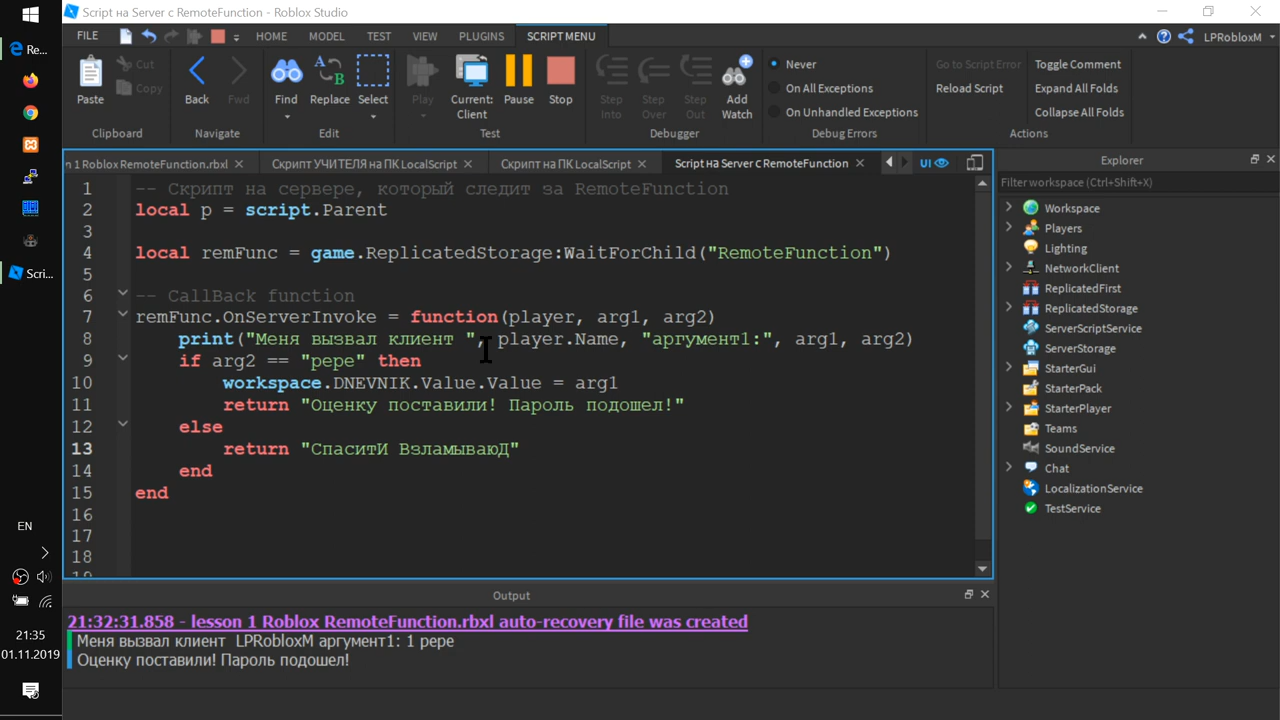 Script на Server с RemoteFunction - Roblox Studio
FILE HOME MODEL TEST VIEW PLUGINS SCRIPT MENU LPRobloxM
Re...
Cut
Copy
Paste
Clipboard
Back
Fwd
Navigate
Find
Replace
Select
Edit
Play
Current:
Client
Pause
Stop
Test
Step
Into
Step
Over
Step
Out
Add
Watch
Debugger
Never
On All Exceptions
On Unhandled Exceptions
Debug Errors
Go to Script Error
Reload Script
Toggle Comment
Expand All Folds
Collapse All Folds
Actions
л 1 Roblox RemoteFunction.rbxl Скрипт УЧИТЕЛЯ на ПК LocalScript Скрипт на ПК LocalScript Script на Server с RemoteFunction UI
1 -- Скрипт на сервере, который следит за RemoteFunction
2 local p = script.Parent
3
4 local remFunc = game.ReplicatedStorage:WaitForChild("RemoteFunction")
5
6 -- CallBack function
7 remFunc.OnServerInvoke = function(player, arg1, arg2)
8 print("Меня вызвал клиент ", player.Name, "аргумент1:", arg1, arg2)
9 if arg2 == "pepe" then
10 workspace.DNEVNIK.Value.Value = arg1
11 return "Оценку поставили! Пароль подошел!"
12 else
13 return "СпаситИ ВзламываюД"
14 end
15 end
16
17
18
19
Explorer
Filter workspace (Ctrl+Shift+X)
Workspace
Players
Lighting
NetworkClient
ReplicatedFirst
ReplicatedStorage
ServerScriptService
ServerStorage
StarterGui
StarterPack
StarterPlayer
Teams
SoundService
Chat
LocalizationService
TestService
Output
21:32:31.858 - lesson 1 Roblox RemoteFunction.rbxl auto-recovery file was created
Меня вызвал клиент LPRobloxM аргумент1: 1 pepe
Оценку поставили! Пароль подошел!
Scri...
EN
21:35
01.11.2019